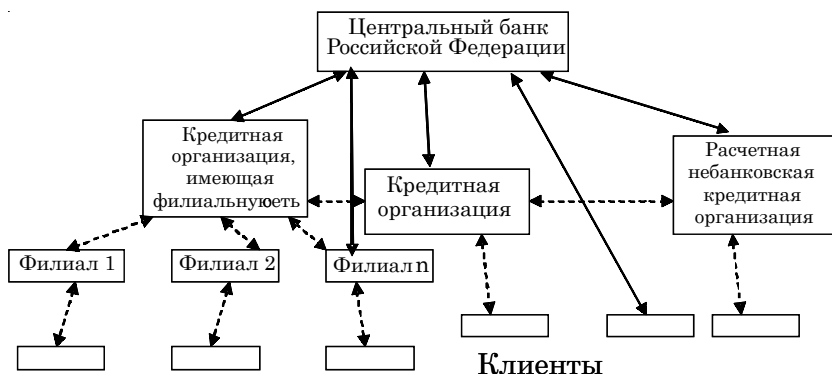 Центральный банк
Российской Федерации
Кредитная
организация,
имеющая
филиальнуюсеть
Кредитная
организация
Расчетная
небанковская
кредитная
организация
Филиал 1
Филиал 2
Филиал n
Клиенты